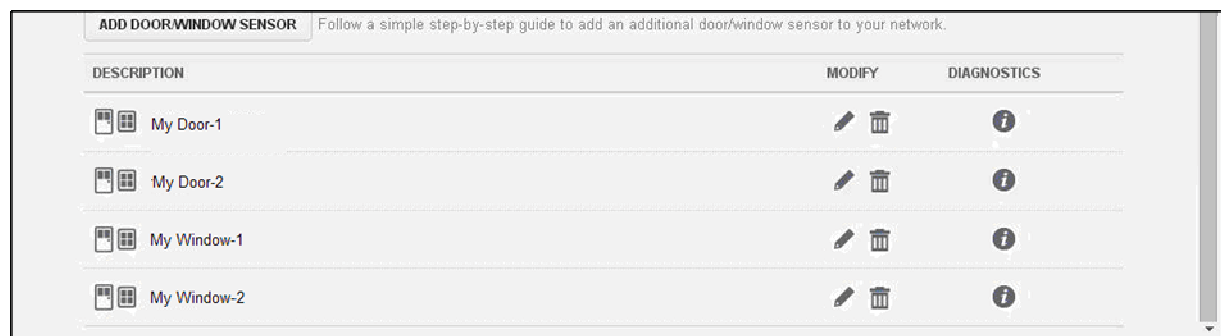 ADD DOOR/WINDOW SENSOR Follow a simple step-by-step guide to add an additional door/window sensor to your network.
DESCRIPTION MODIFY DIAGNOSTICS
My Door-1
My Door-2
My Window-1
My Window-2